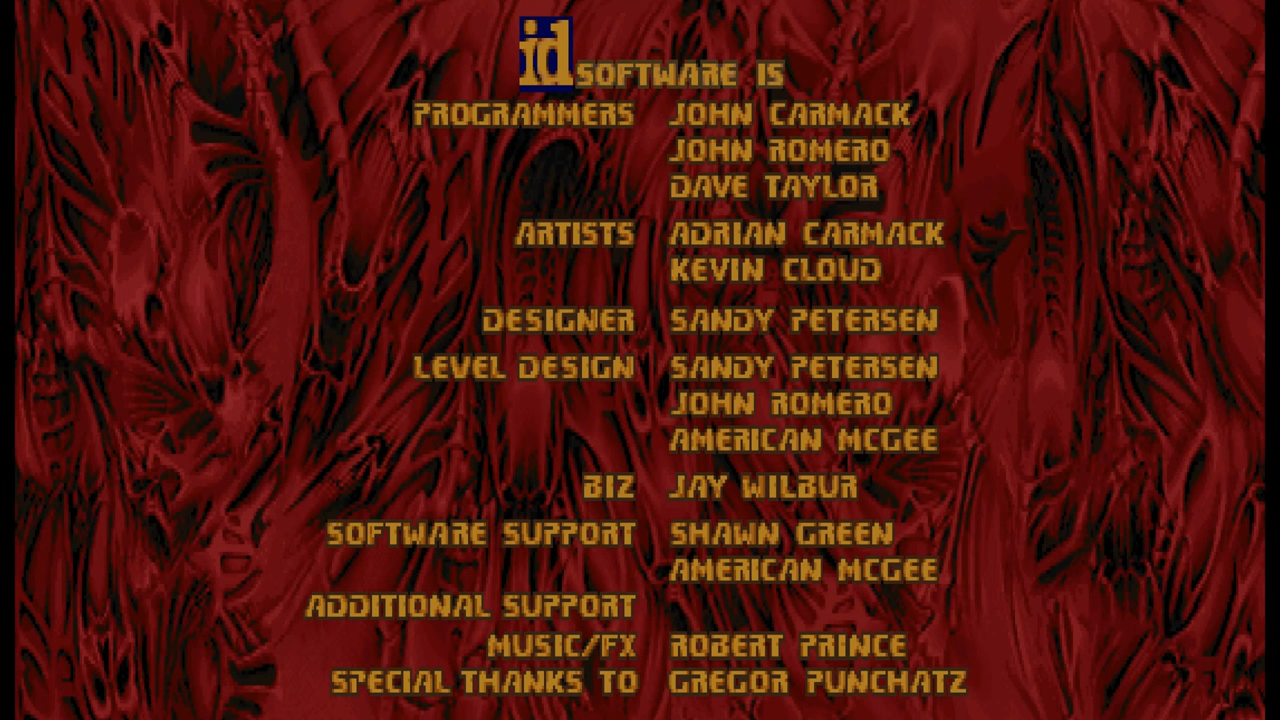 id SOFTWARE IS
PROGRAMMERS JOHN CARMACK
JOHN ROMERO
DAVE TAYLOR
ARTISTS ADRIAN CARMACK
KEVIN CLOUD
DESIGNER SANDY PETERSEN
LEVEL DESIGN SANDY PETERSEN
JOHN ROMERO
AMERICAN MCGEE
BIZ JAY WILBUR
SOFTWARE SUPPORT SHAWN GREEN
AMERICAN MCGEE
ADDITIONAL SUPPORT
MUSIC/FX ROBERT PRINCE
SPECIAL THANKS TO GREGOR PUNCHATZ